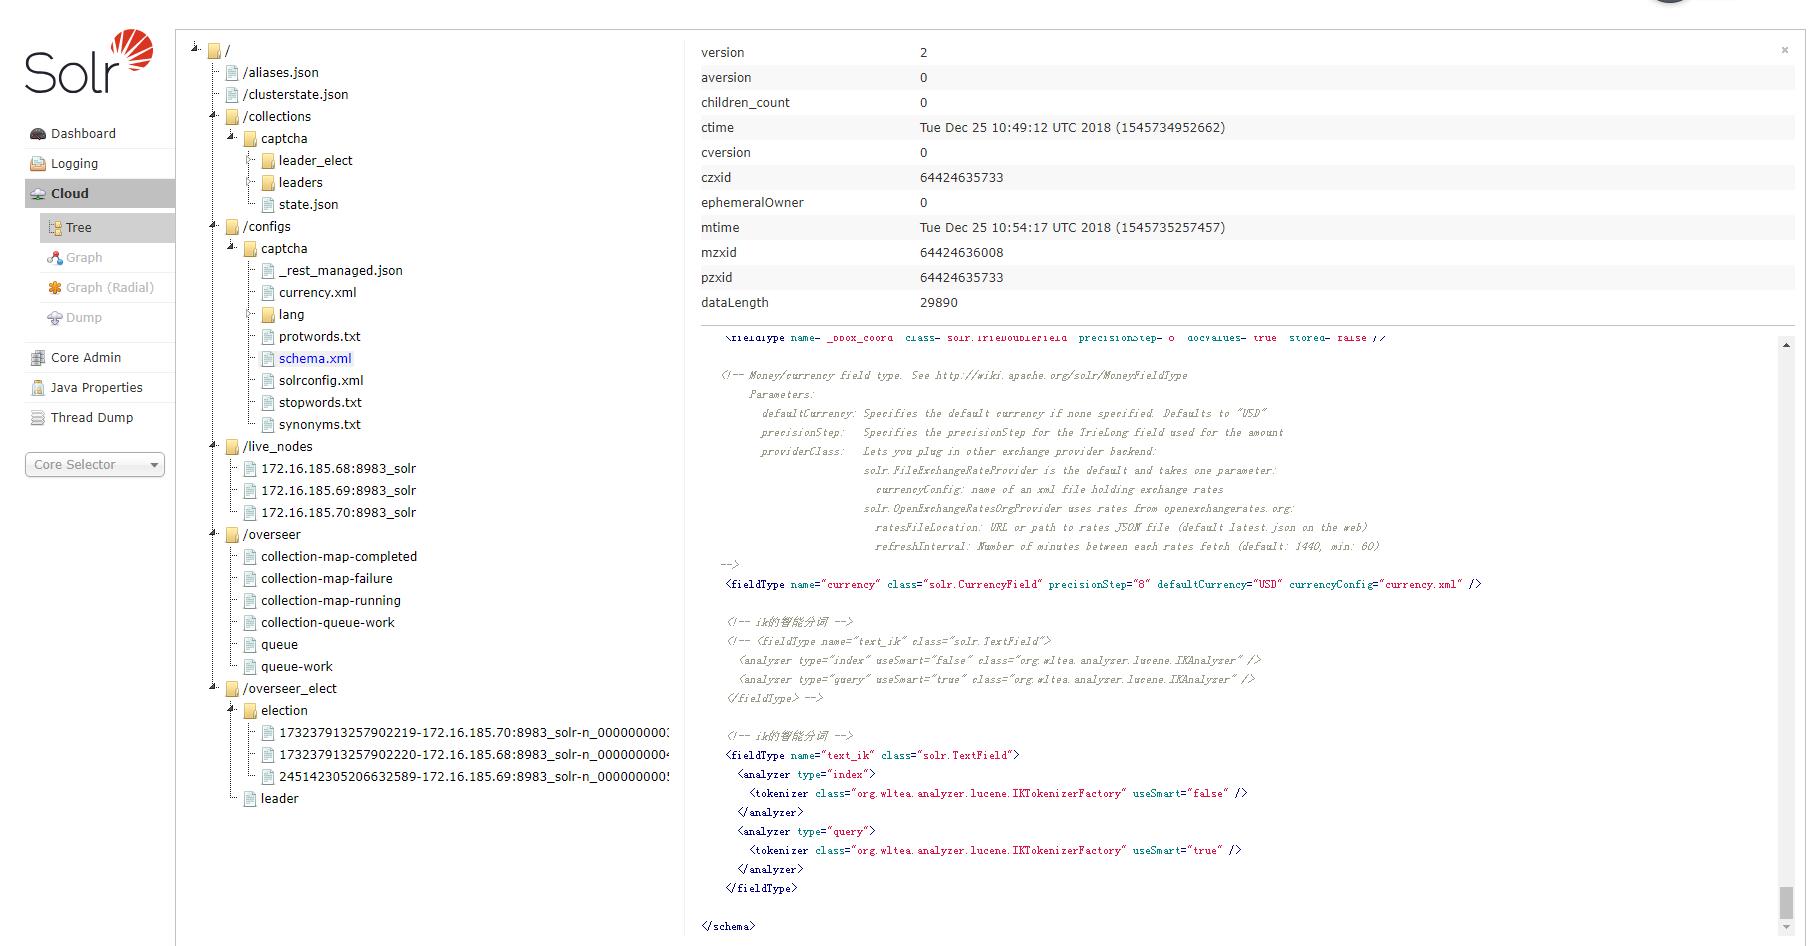 Solr
Dashboard
Logging
Cloud
Tree
Graph
Graph (Radial)
Dump
Core Admin
Java Properties
Thread Dump
Core Selector
/
/aliases.json
/clusterstate.json
/collections
captcha
leader_elect
leaders
state.json
/configs
captcha
_rest_managed.json
currency.xml
lang
protwords.txt
schema.xml
solrconfig.xml
stopwords.txt
synonyms.txt
/live_nodes
172.16.185.68:8983_solr
172.16.185.69:8983_solr
172.16.185.70:8983_solr
/overseer
collection-map-completed
collection-map-failure
collection-map-running
collection-queue-work
queue
queue-work
/overseer_elect
election
173237913257902219-172.16.185.70:8983_solr-n_0000000003
173237913257902220-172.16.185.68:8983_solr-n_0000000004
245142305206632589-172.16.185.69:8983_solr-n_0000000005
leader
version 2
aversion 0
children_count 0
ctime Tue Dec 25 10:49:12 UTC 2018 (1545734952662)
cversion 0
czxid 64424635733
ephemeralOwner 0
mtime Tue Dec 25 10:54:17 UTC 2018 (1545735257457)
mzxid 64424636008
pzxid 64424635733
dataLength 29890
<fieldType name="_bbox_coord" class="solr.TrieDoubleField" precisionStep="8" docValues="true" stored="false"/>
<!-- Money/currency field type. See http://wiki.apache.org/solr/MoneyFieldType
Parameters:
defaultCurrency: Specifies the default currency if none specified. Defaults to "USD"
precisionStep: Specifies the precisionStep for the TrieLong field used for the amount
providerClass: Lets you plug in other exchange provider backend:
solr.FileExchangeRateProvider is the default and takes one parameter:
currencyConfig: name of an xml file holding exchange rates
solr.OpenExchangeRatesOrgProvider uses rates from openexchangerates.org:
ratesFileLocation: URL or path to rates JSON file (default latest.json on the web)
refreshInterval: Number of minutes between each rates fetch (default: 1440, min: 60)
-->
<fieldType name="currency" class="solr.CurrencyField" precisionStep="8" defaultCurrency="USD" currencyConfig="currency.xml" />
<!-- ik的智能分词 -->
<!-- <fieldType name="text_ik" class="solr.TextField">
<analyzer type="index" useSmart="false" class="org.wltea.analyzer.lucene.IKAnalyzer" />
<analyzer type="query" useSmart="true" class="org.wltea.analyzer.lucene.IKAnalyzer" />
</fieldType> -->
<!-- ik的智能分词 -->
<fieldType name="text_ik" class="solr.TextField">
<analyzer type="index">
<tokenizer class="org.wltea.analyzer.lucene.IKTokenizerFactory" useSmart="false" />
</analyzer>
<analyzer type="query">
<tokenizer class="org.wltea.analyzer.lucene.IKTokenizerFactory" useSmart="true" />
</analyzer>
</fieldType>
</schema>